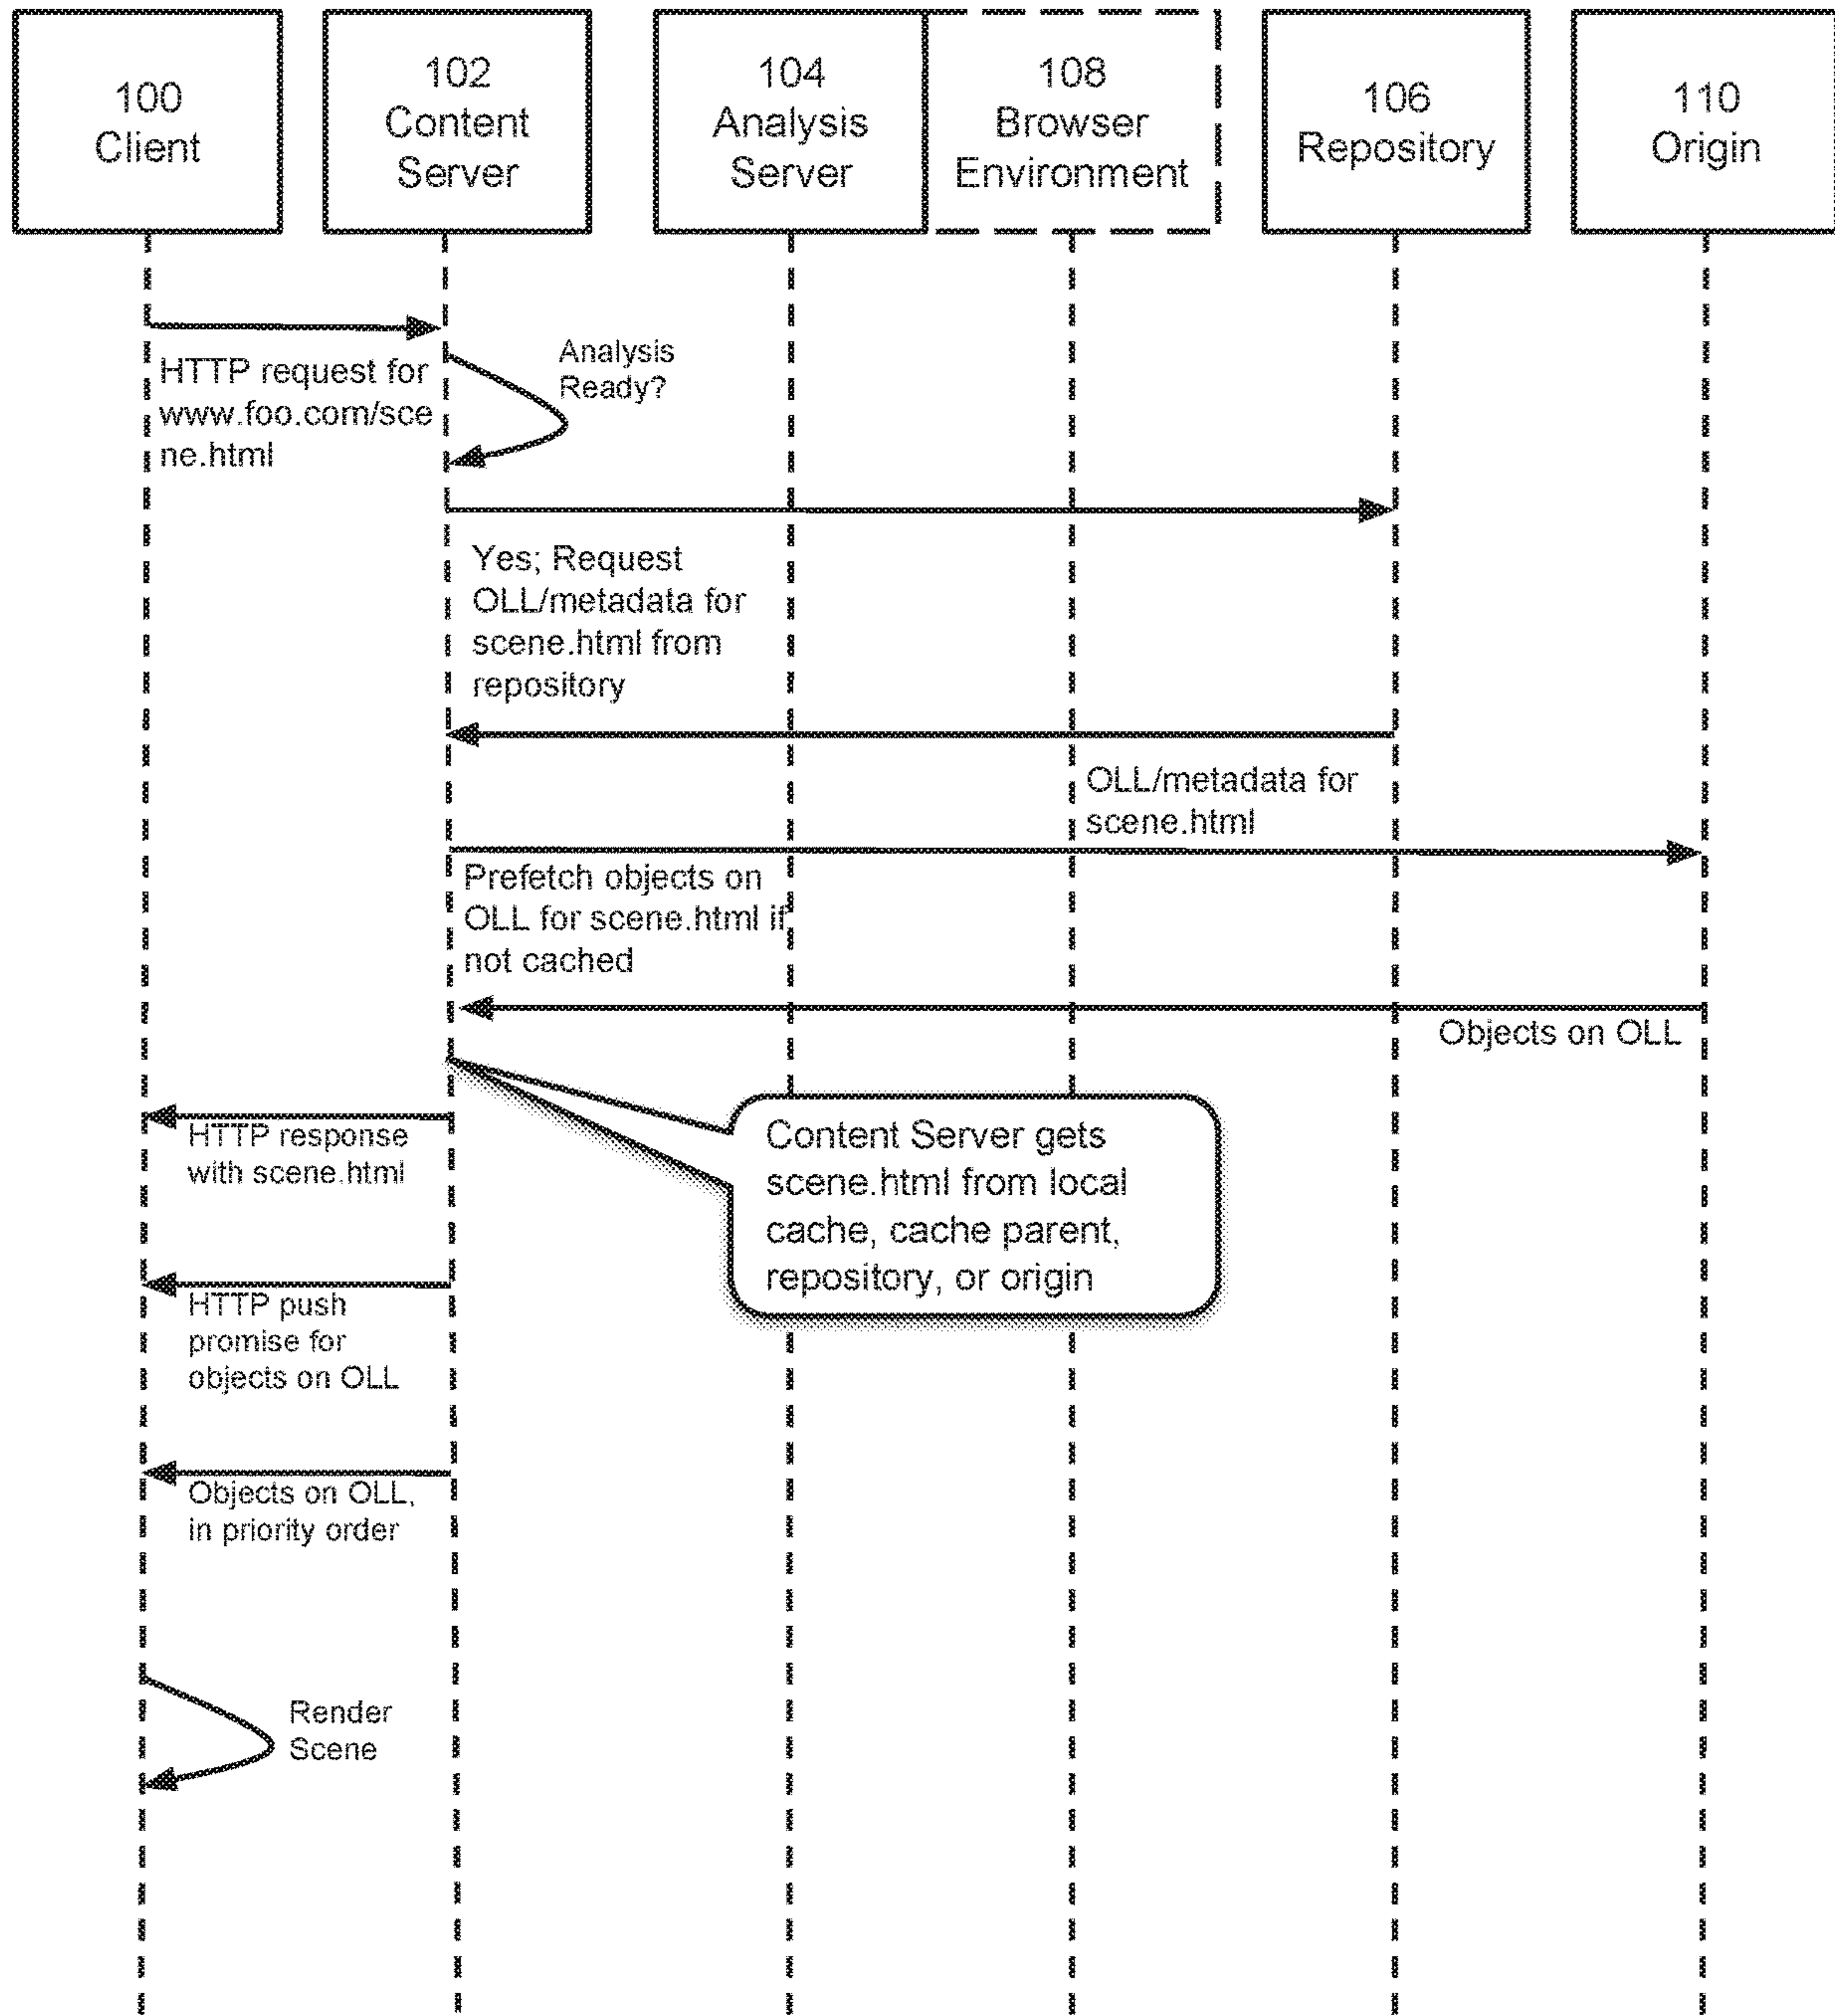 100
Client
102
Content
Server
104
Analysis
Server
108
Browser
Environment
106
Repository
110
Origin
HTTP request for
www.foo.com/sce
ne.html
Analysis
Ready?
Yes; Request
OLL/metadata for
scene.html from
repository
OLL/metadata for
scene.html
Prefetch objects on
OLL for scene.html if
not cached
Objects on OLL
Content Server gets
scene.html from local
cache, cache parent,
repository, or origin
HTTP response
with scene.html
HTTP push
promise for
objects on OLL
Objects on OLL,
in priority order
Render
Scene